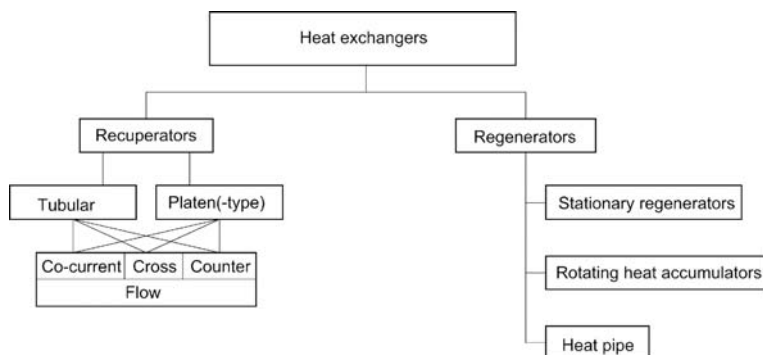 Heat exchangers
Recuperators
Regenerators
Tubular
Platen(-type)
Stationary regenerators
Co-current
Cross
Counter
Flow
Rotating heat accumulators
Heat pipe